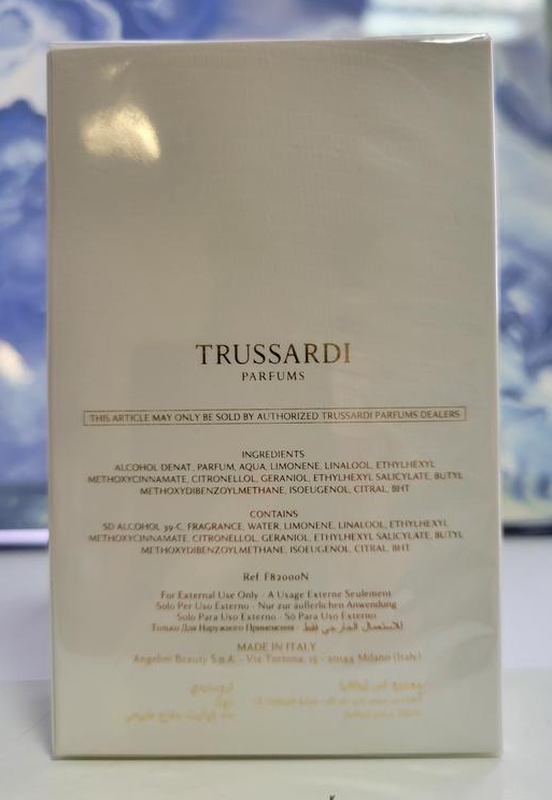 TRUSSARDI
PARFUMS
THIS ARTICLE MAY ONLY BE SOLD BY AUTHORIZED TRUSSARDI PARFUMS DEALERS
INGREDIENTS
ALCOHOL DENAT., PARFUM, AQUA, LIMONENE, LINALOOL, ETHYLHEXYL
METHOXYCINNAMATE, CITRONELLOL, GERANIOL, ETHYLHEXYL SALICYLATE, BUTYL
METHOXYDIBENZOYLMETHANE, ISOEUGENOL, CITRAL, BHT
CONTAINS
SD ALCOHOL 39-C, FRAGRANCE, WATER, LIMONENE, LINALOOL, ETHYLHEXYL
METHOXYCINNAMATE, CITRONELLOL, GERANIOL, ETHYLHEXYL SALICYLATE, BUTYL
METHOXYDIBENZOYLMETHANE, ISOEUGENOL, CITRAL, BHT
Ref F82000N
For External Use Only · A Usage Externe Seulement
Solo Per Uso Esterno · Nur zur äußerlichen Anwendung
Solo Para Uso Externo · Só Para Uso Externo
Только Для Наружного Применения · للاستعمال الخارجي فقط
MADE IN ITALY
Angelini Beauty S.p.A. - Via Tortona, 15 - 20144 Milano (Italy)